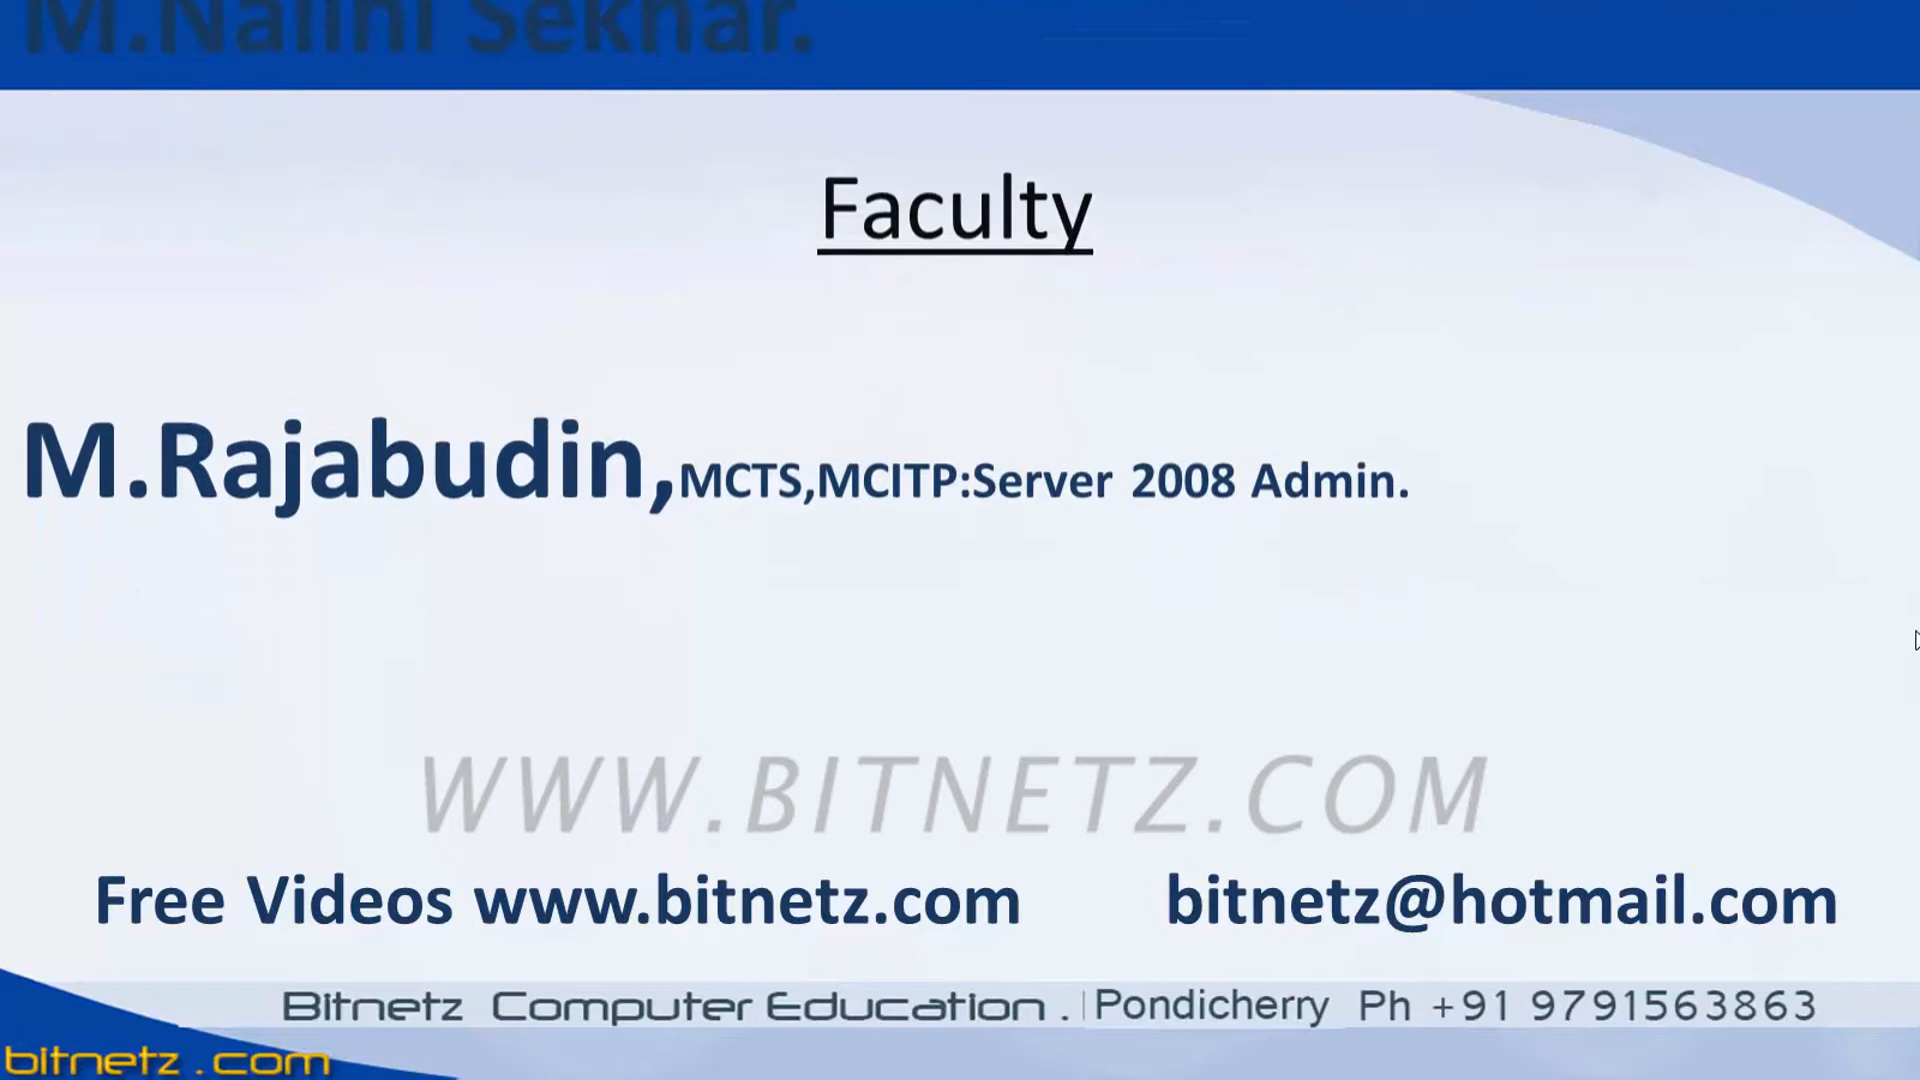 M.Nalini Sekhar.
Faculty
M.Rajabudin,MCTS,MCITP:Server 2008 Admin.
WWW.BITNETZ.COM
Free Videos www.bitnetz.com bitnetz@hotmail.com
Bitnetz Computer Education . Pondicherry Ph +91 9791563863
bitnetz.com